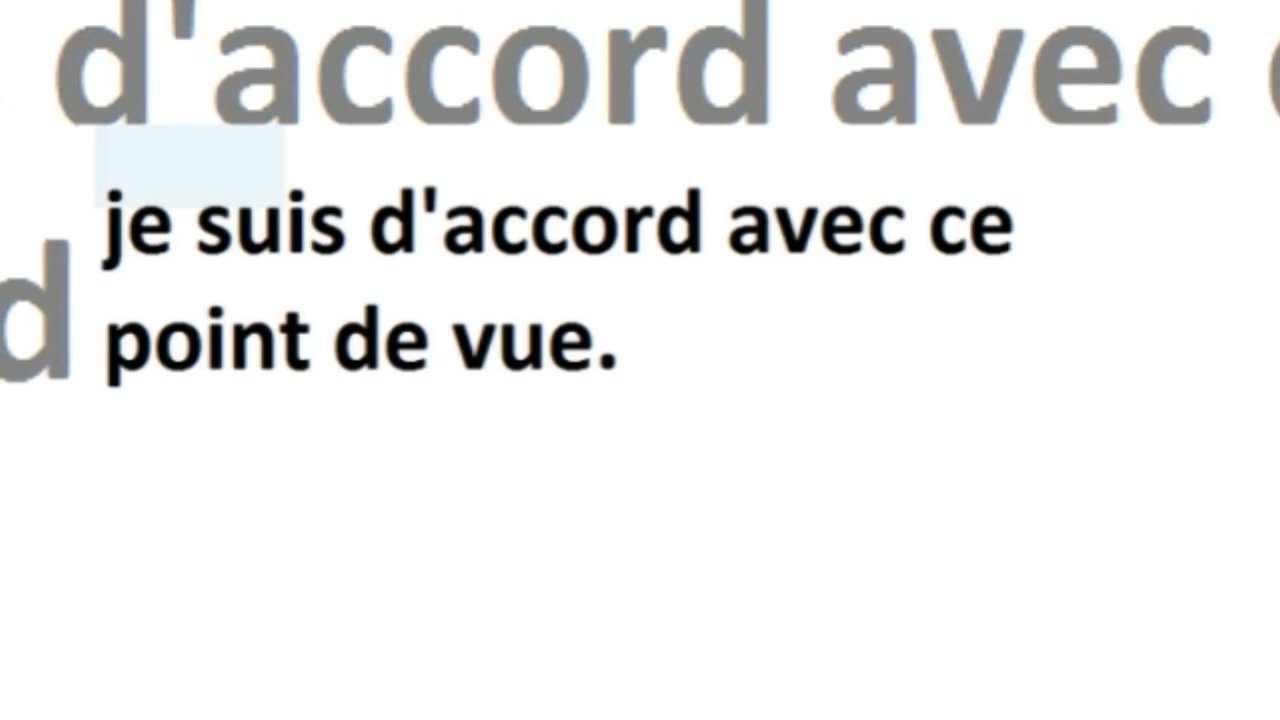 d'accord avec
je suis d'accord avec ce
d
point de vue.